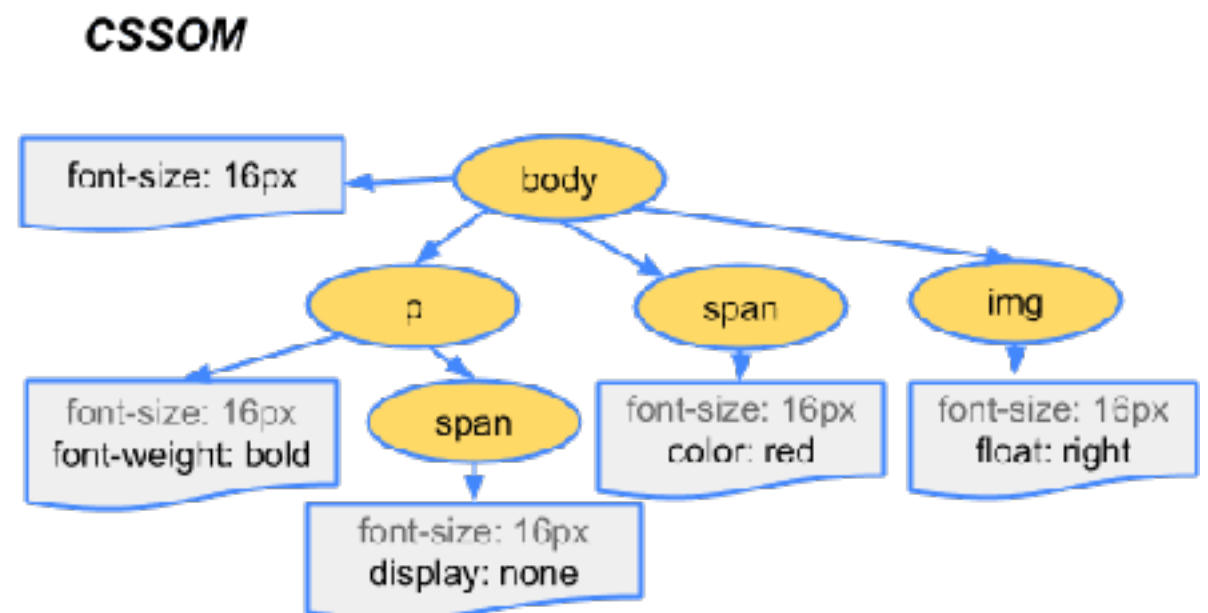 CSSOM
font-size: 16px
body
p
span
img
font-size: 16px
font-weight: bold
span
font-size: 16px
color: red
font-size: 16px
float: right
font-size: 16px
display: none